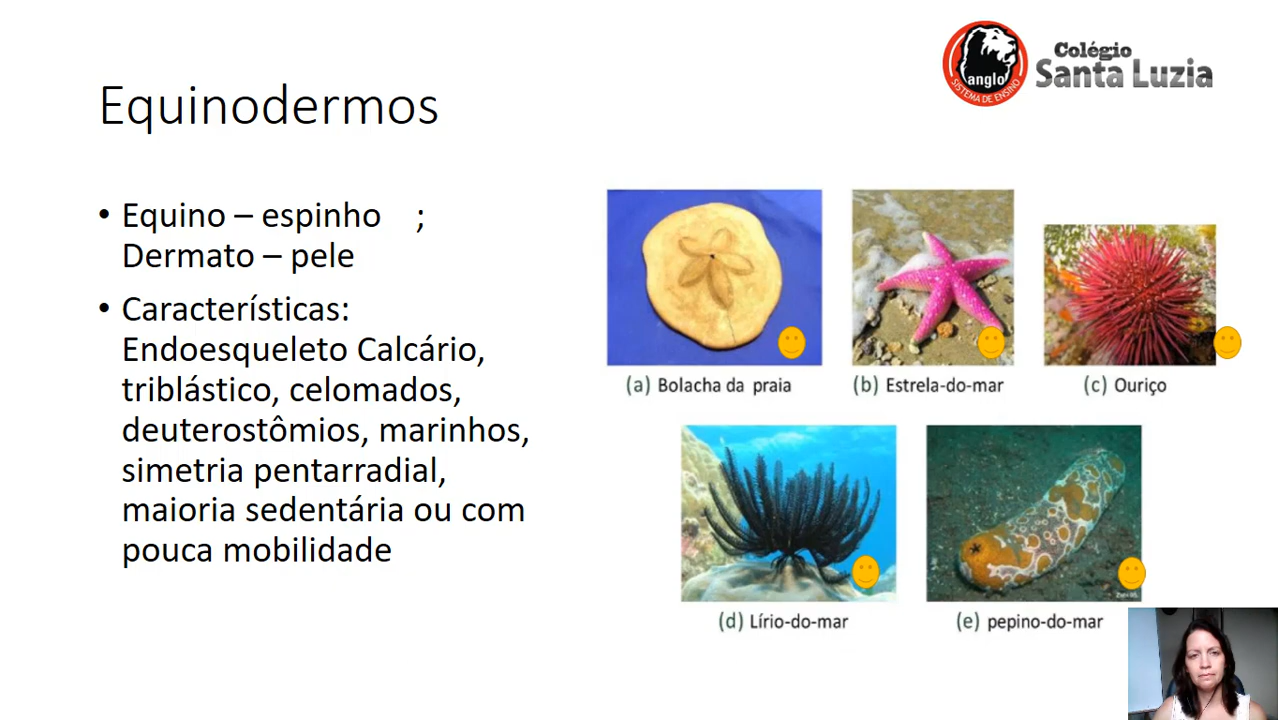 anglo
SISTEMA DE ENSINO
Colégio
Santa Luzia
Equinodermos
• Equino – espinho ;
Dermato – pele
• Características:
Endoesqueleto Calcário,
triblástico, celomados,
deuterostômios, marinhos,
simetria pentarradial,
maioria sedentária ou com
pouca mobilidade
(a) Bolacha da praia
(b) Estrela-do-mar
(c) Ouriço
(d) Lírio-do-mar
(e) pepino-do-mar